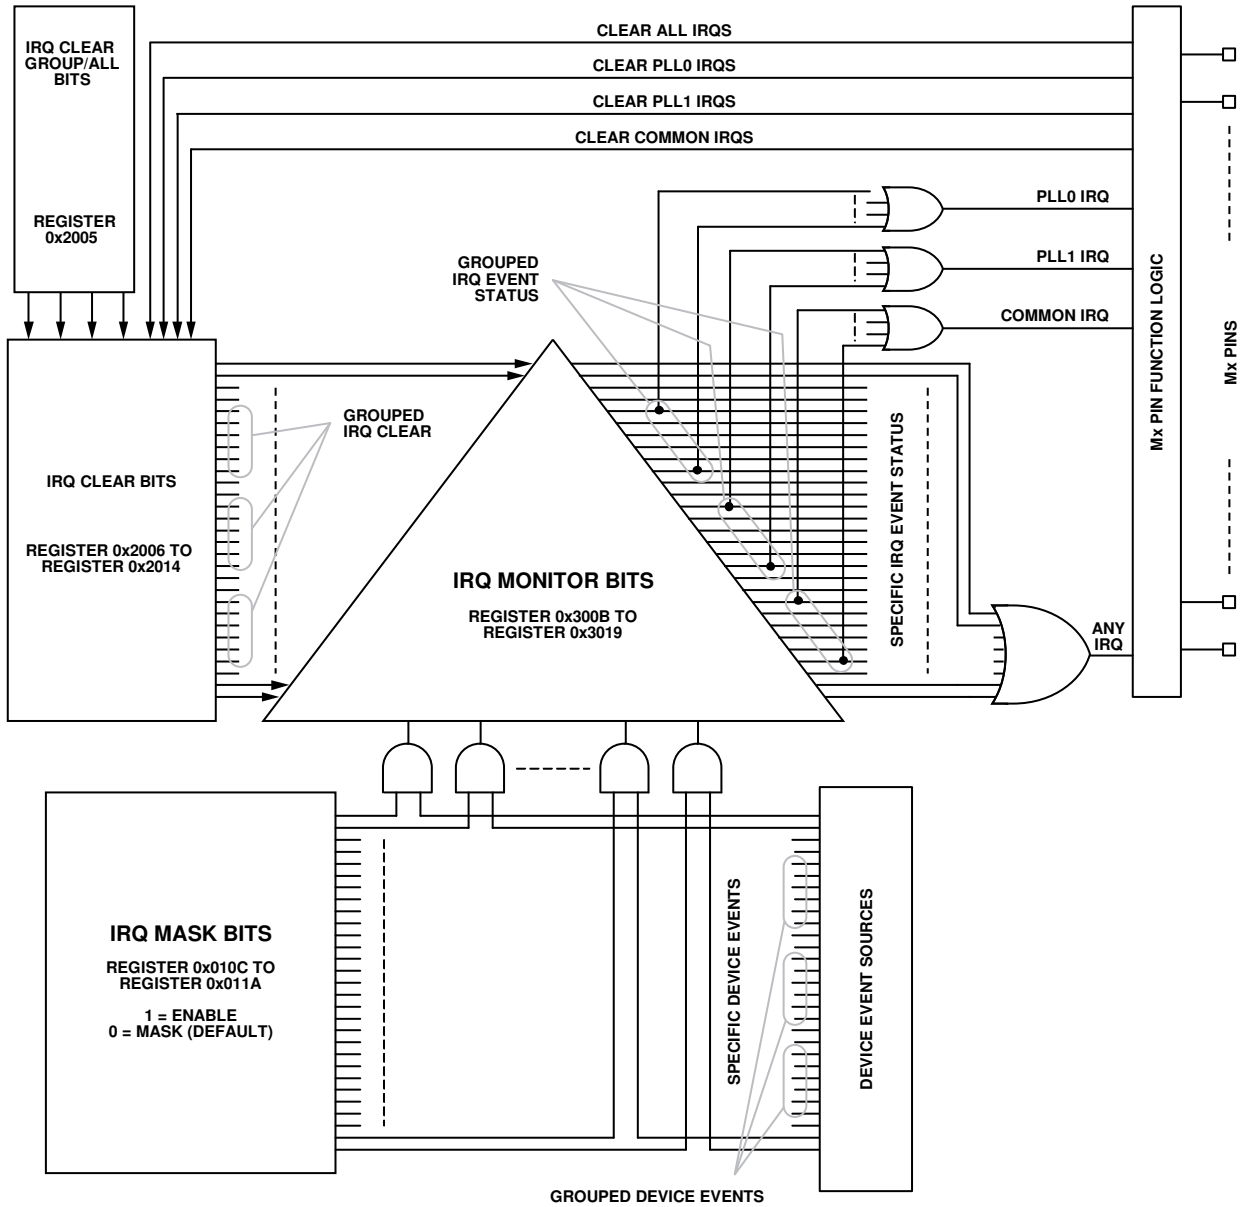 IRQ CLEAR
GROUP/ALL
BITS
REGISTER
0x2005
CLEAR ALL IRQS
CLEAR PLL0 IRQS
CLEAR PLL1 IRQS
CLEAR COMMON IRQS
PLL0 IRQ
PLL1 IRQ
COMMON IRQ
GROUPED
IRQ EVENT
STATUS
Mx PIN FUNCTION LOGIC
Mx PINS
GROUPED
IRQ CLEAR
IRQ CLEAR BITS
REGISTER 0x2006 TO
REGISTER 0x2014
IRQ MONITOR BITS
REGISTER 0x300B TO
REGISTER 0x3019
SPECIFIC IRQ EVENT STATUS
ANY
IRQ
IRQ MASK BITS
REGISTER 0x010C TO
REGISTER 0x011A
1 = ENABLE
0 = MASK (DEFAULT)
SPECIFIC DEVICE EVENTS
DEVICE EVENT SOURCES
GROUPED DEVICE EVENTS